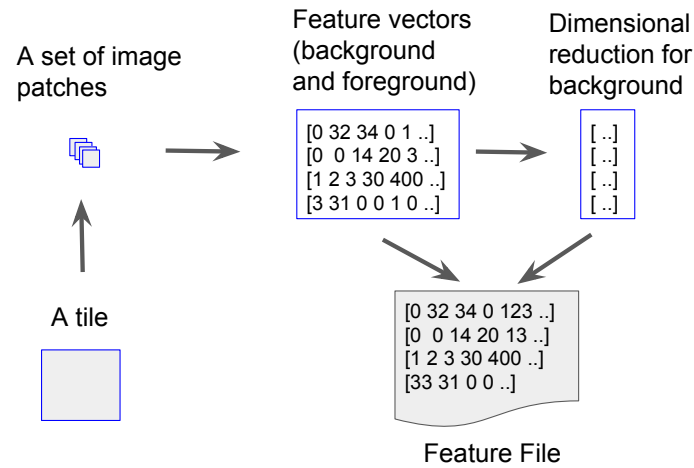 A set of image
patches
Feature vectors
(background
and foreground)
Dimensional
reduction for
background
[0 32 34 0 1 ..]
[0 0 14 20 3 ..]
[1 2 3 30 400 ..]
[3 31 0 0 1 0 ..]
[ ..]
[ ..]
[ ..]
[ ..]
A tile
[0 32 34 0 123 ..]
[0 0 14 20 13 ..]
[1 2 3 30 400 ..]
[33 31 0 0 ..]
Feature File